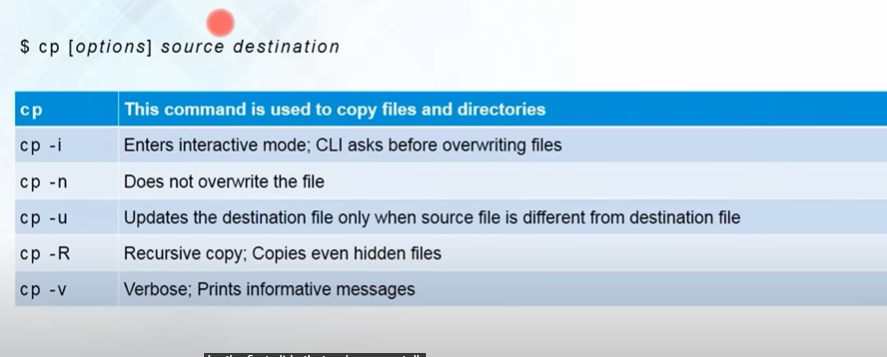 $ cp [options] source destination
cp This command is used to copy files and directories
cp -i Enters interactive mode; CLI asks before overwriting files
cp -n Does not overwrite the file
cp -u Updates the destination file only when source file is different from destination file
cp -R Recursive copy; Copies even hidden files
cp -v Verbose; Prints informative messages